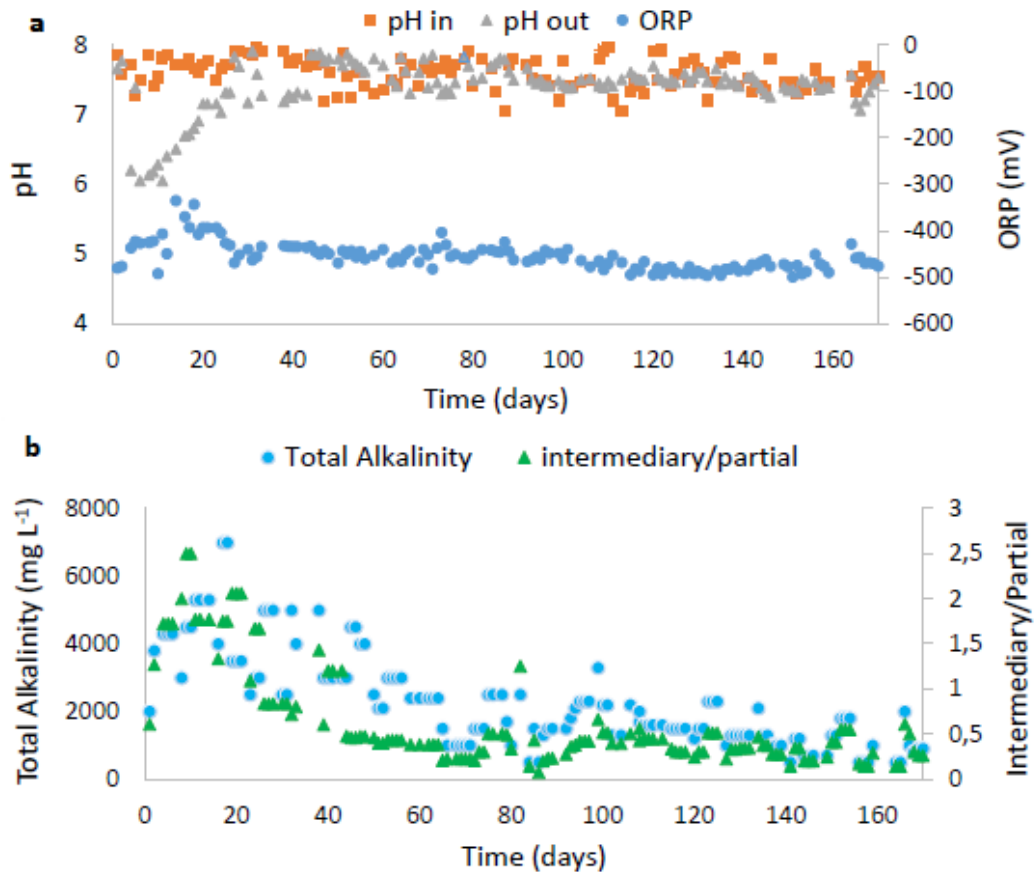 a
pH in pH out ORP
8
7
6
5
4
pH
0
-100
-200
-300
-400
-500
-600
ORP (mV)
0 20 40 60 80 100 120 140 160
Time (days)
b
Total Alkalinity intermediary/partial
8000
6000
4000
2000
0
Total Alkalinity (mg L-1)
3
2,5
2
1,5
1
0,5
0
Intermediary/Partial
0 20 40 60 80 100 120 140 160
Time (days)